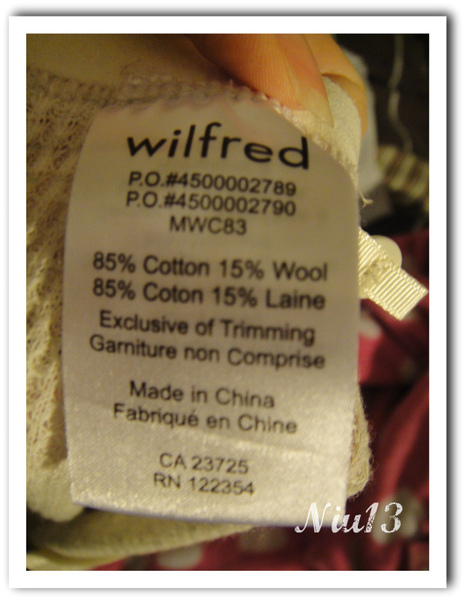 wilfred
P.O.#4500002789
P.O.#4500002790
MWC83
85% Cotton 15% Wool
85% Coton 15% Laine
Exclusive of Trimming
Garniture non Comprise
Made in China
Fabriqué en Chine
CA 23725
RN 122354
Niu13